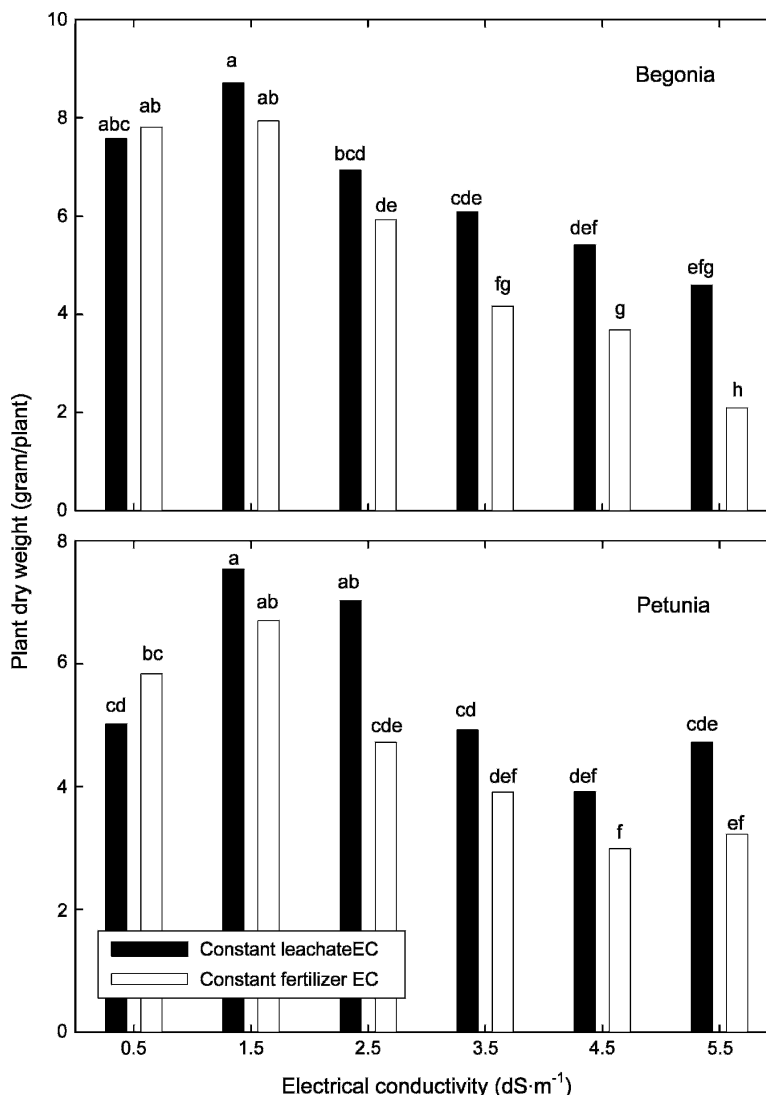 10
8
6
4
2
0
Begonia
abc
ab
a
ab
bcd
de
cde
fg
def
g
efg
h
Plant dry weight (gram/plant)
8
6
4
2
0
Petunia
cd
bc
a
ab
ab
cde
cd
def
def
f
cde
ef
Constant leachateEC
Constant fertilizer EC
0.5 1.5 2.5 3.5 4.5 5.5
Electrical conductivity (dS·m⁻¹)